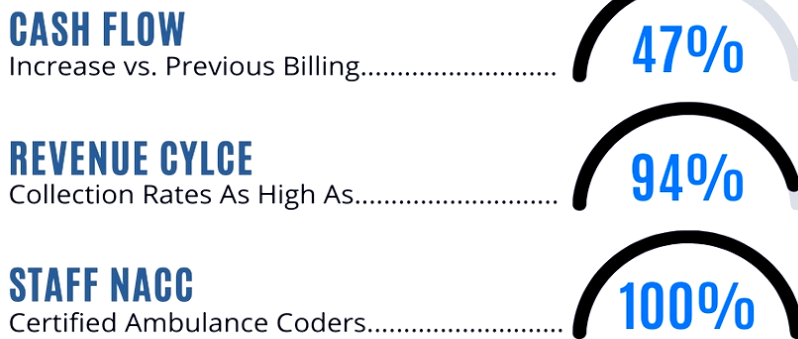 CASH FLOW
Increase vs. Previous Billing........................... 47%
REVENUE CYLCE
Collection Rates As High As............................ 94%
STAFF NACC
Certified Ambulance Coders........................... 100%